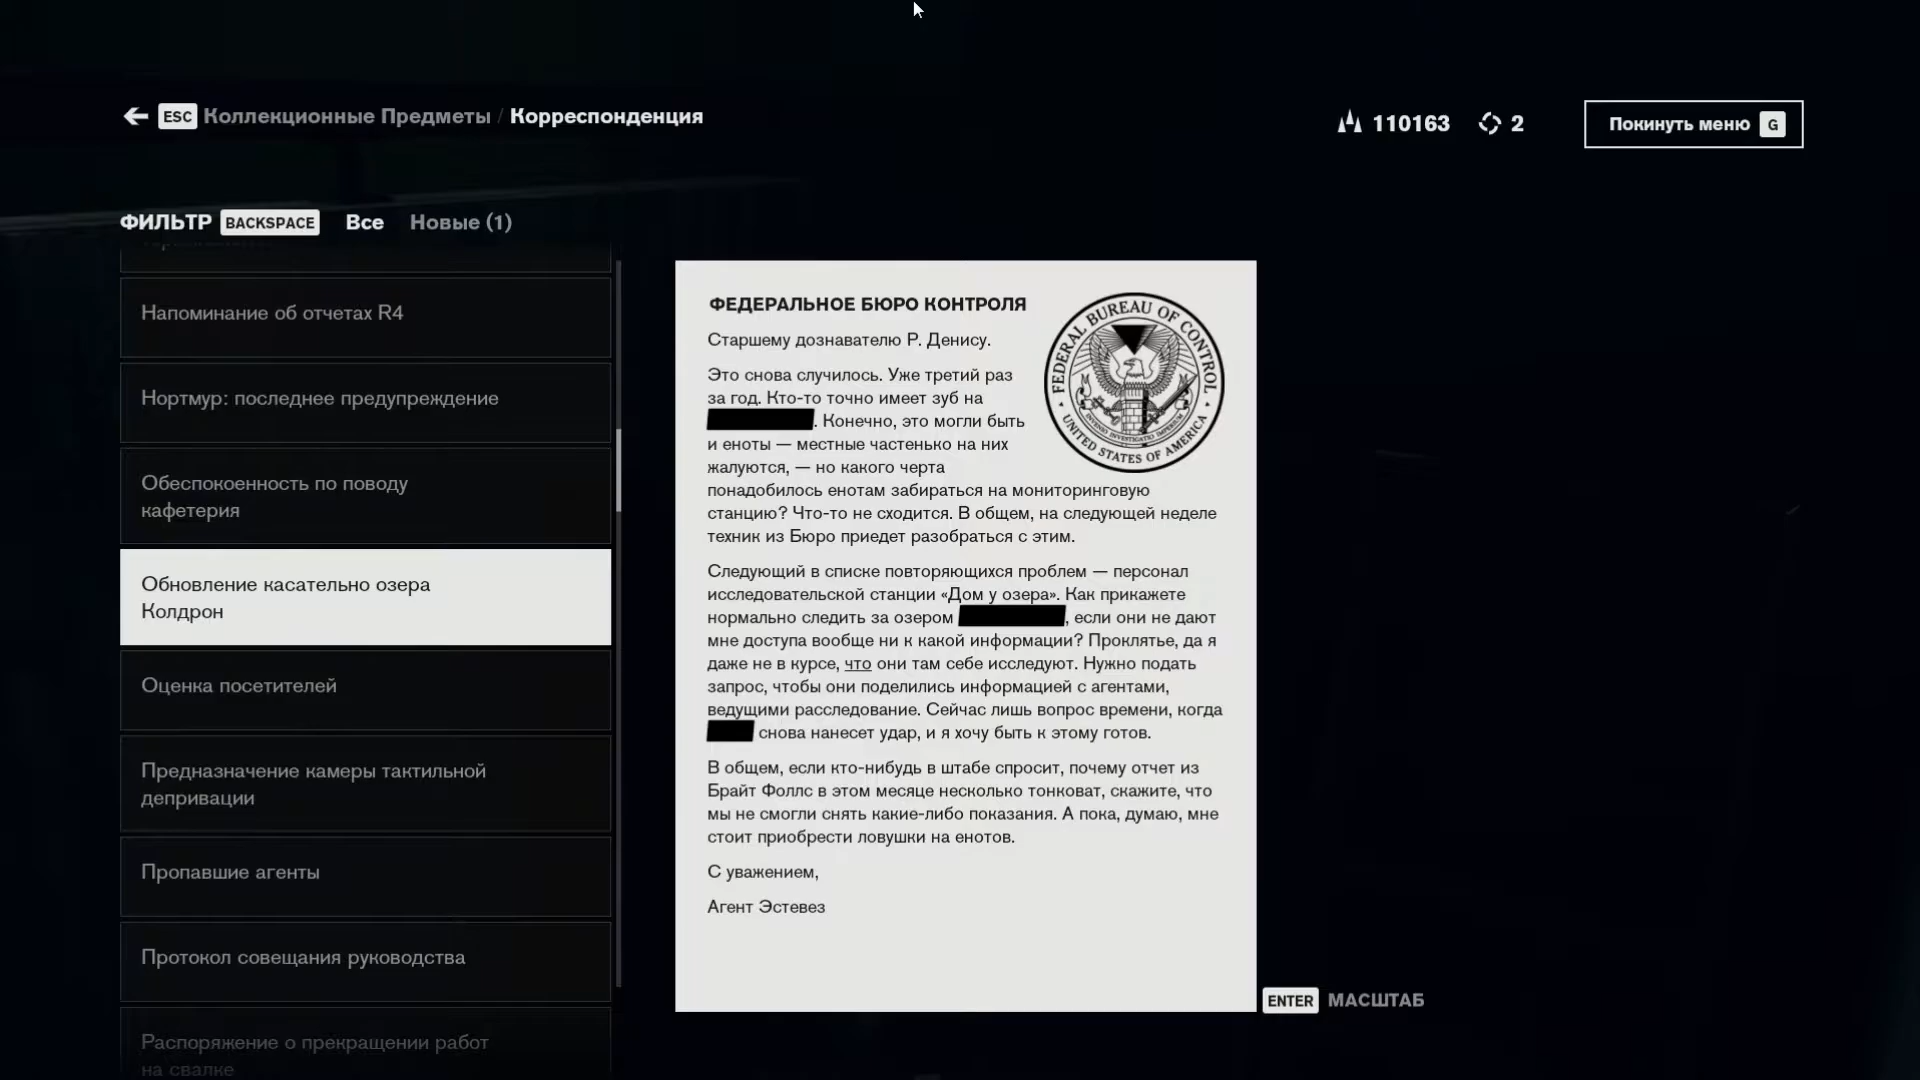 ESC Коллекционные Предметы / Корреспонденция
110163
2
Покинуть меню G
ФИЛЬТР BACKSPACE Все Новые (1)
Напоминание об отчетах R4
Нортмур: последнее предупреждение
Обеспокоенность по поводу
кафетерия
Обновление касательно озера
Колдрон
Оценка посетителей
Предназначение камеры тактильной
депривации
Пропавшие агенты
Протокол совещания руководства
Распоряжение о прекращении работ
на свалке
ФЕДЕРАЛЬНОЕ БЮРО КОНТРОЛЯ
FEDERAL BUREAU OF CONTROL
INVENIO INVESTIGATIO IMPERIUM
UNITED STATES OF AMERICA
Старшему дознавателю Р. Денису.
Это снова случилось. Уже третий раз
за год. Кто-то точно имеет зуб на
. Конечно, это могли быть
и еноты — местные частенько на них
жалуются, — но какого черта
понадобилось енотам забираться на мониторинговую
станцию? Что-то не сходится. В общем, на следующей неделе
техник из Бюро приедет разобраться с этим.
Следующий в списке повторяющихся проблем — персонал
исследовательской станции «Дом у озера». Как прикажете
нормально следить за озером , если они не дают
мне доступа вообще ни к какой информации? Проклятье, да я
даже не в курсе, что они там себе исследуют. Нужно подать
запрос, чтобы они поделились информацией с агентами,
ведущими расследование. Сейчас лишь вопрос времени, когда
снова нанесет удар, и я хочу быть к этому готов.
В общем, если кто-нибудь в штабе спросит, почему отчет из
Брайт Фоллс в этом месяце несколько тонковат, скажите, что
мы не смогли снять какие-либо показания. А пока, думаю, мне
стоит приобрести ловушки на енотов.
С уважением,
Агент Эстевез
ENTER МАСШТАБ